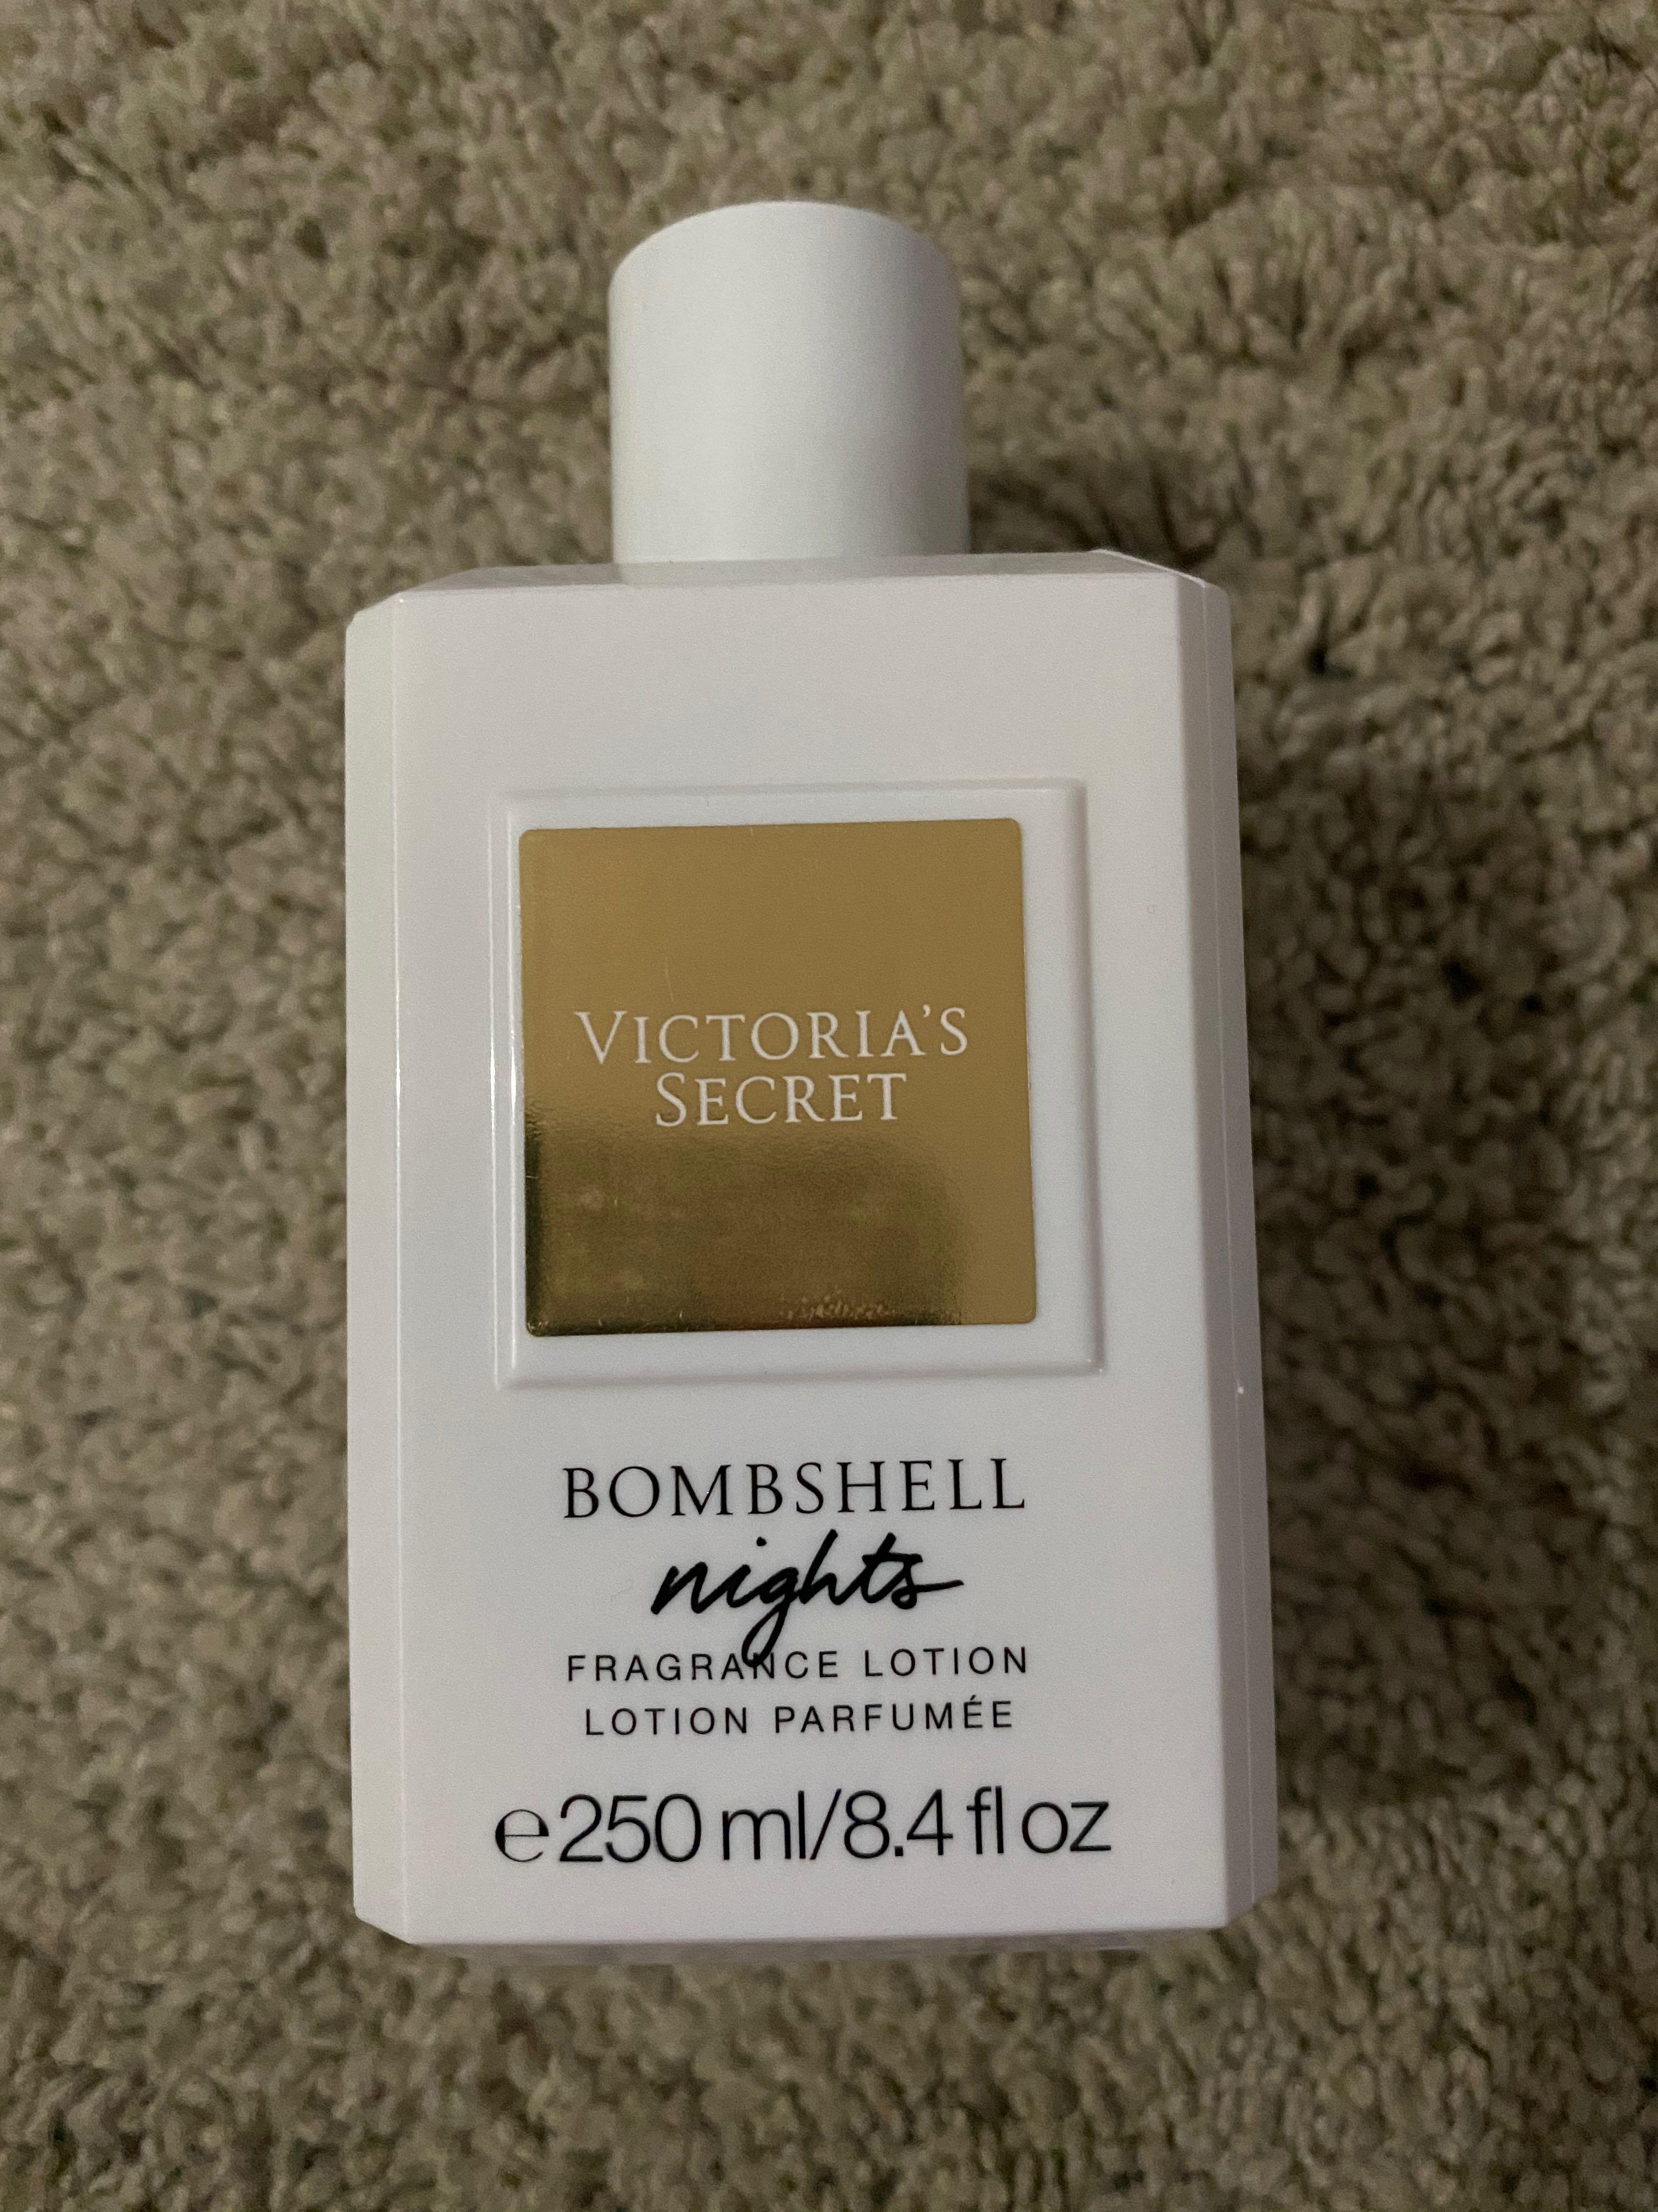 VICTORIA'S
SECRET
BOMBSHELL
nights
FRAGRANCE LOTION
LOTION PARFUMÉE
℮250 ml/8.4 fl oz